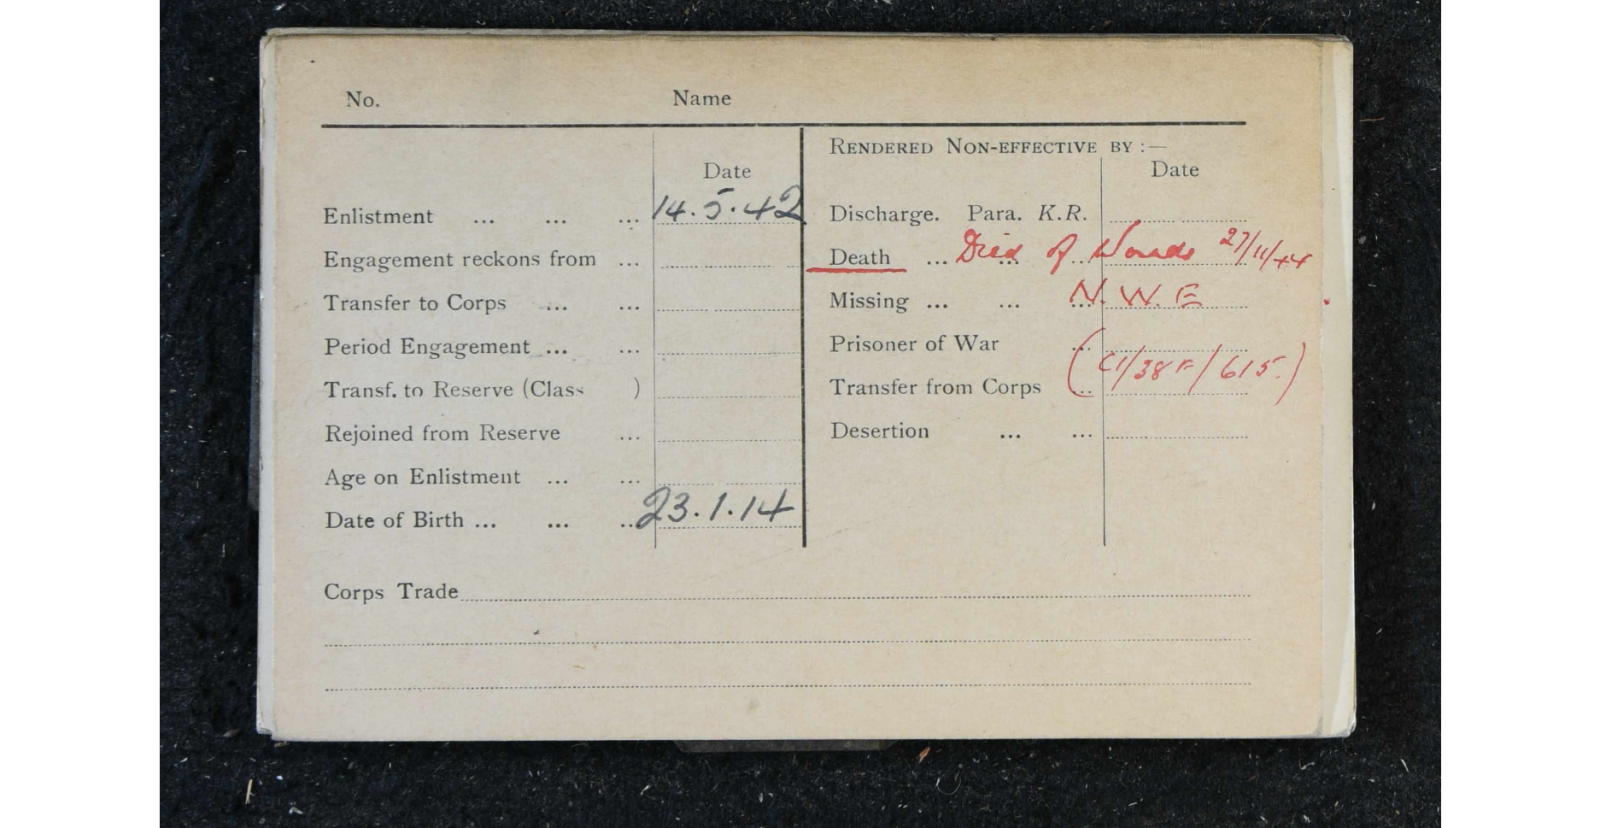 No. Name
RENDERED NON-EFFECTIVE BY :—
Date Date
Enlistment ... ... ... 14.5.42 Discharge. Para. K.R.
Engagement reckons from ... Death ... Died of Wounds 27/11/44
Transfer to Corps ... ... Missing ... ... ... N.W.E
Period Engagement ... ... Prisoner of War ...
Transf. to Reserve (Class ) Transfer from Corps ... (C1/38F/615.)
Rejoined from Reserve ... Desertion ... ...
Age on Enlistment ... ...
Date of Birth ... ... ... 23.1.14
Corps Trade